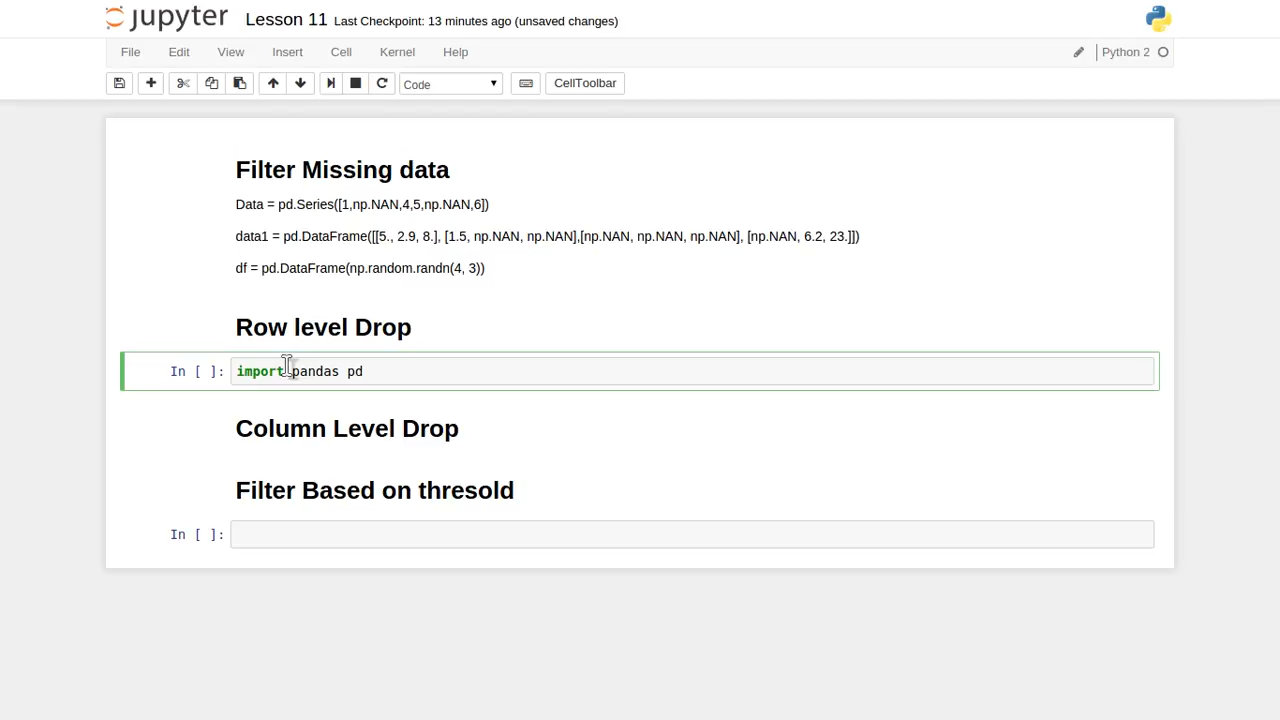 jupyter Lesson 11 Last Checkpoint: 13 minutes ago (unsaved changes)
File Edit View Insert Cell Kernel Help Python 2
Code CellToolbar
Filter Missing data
Data = pd.Series([1,np.NAN,4,5,np.NAN,6])
data1 = pd.DataFrame([[5., 2.9, 8.], [1.5, np.NAN, np.NAN],[np.NAN, np.NAN, np.NAN], [np.NAN, 6.2, 23.]])
df = pd.DataFrame(np.random.randn(4, 3))
Row level Drop
In [ ]: import pandas pd
Column Level Drop
Filter Based on thresold
In [ ]: